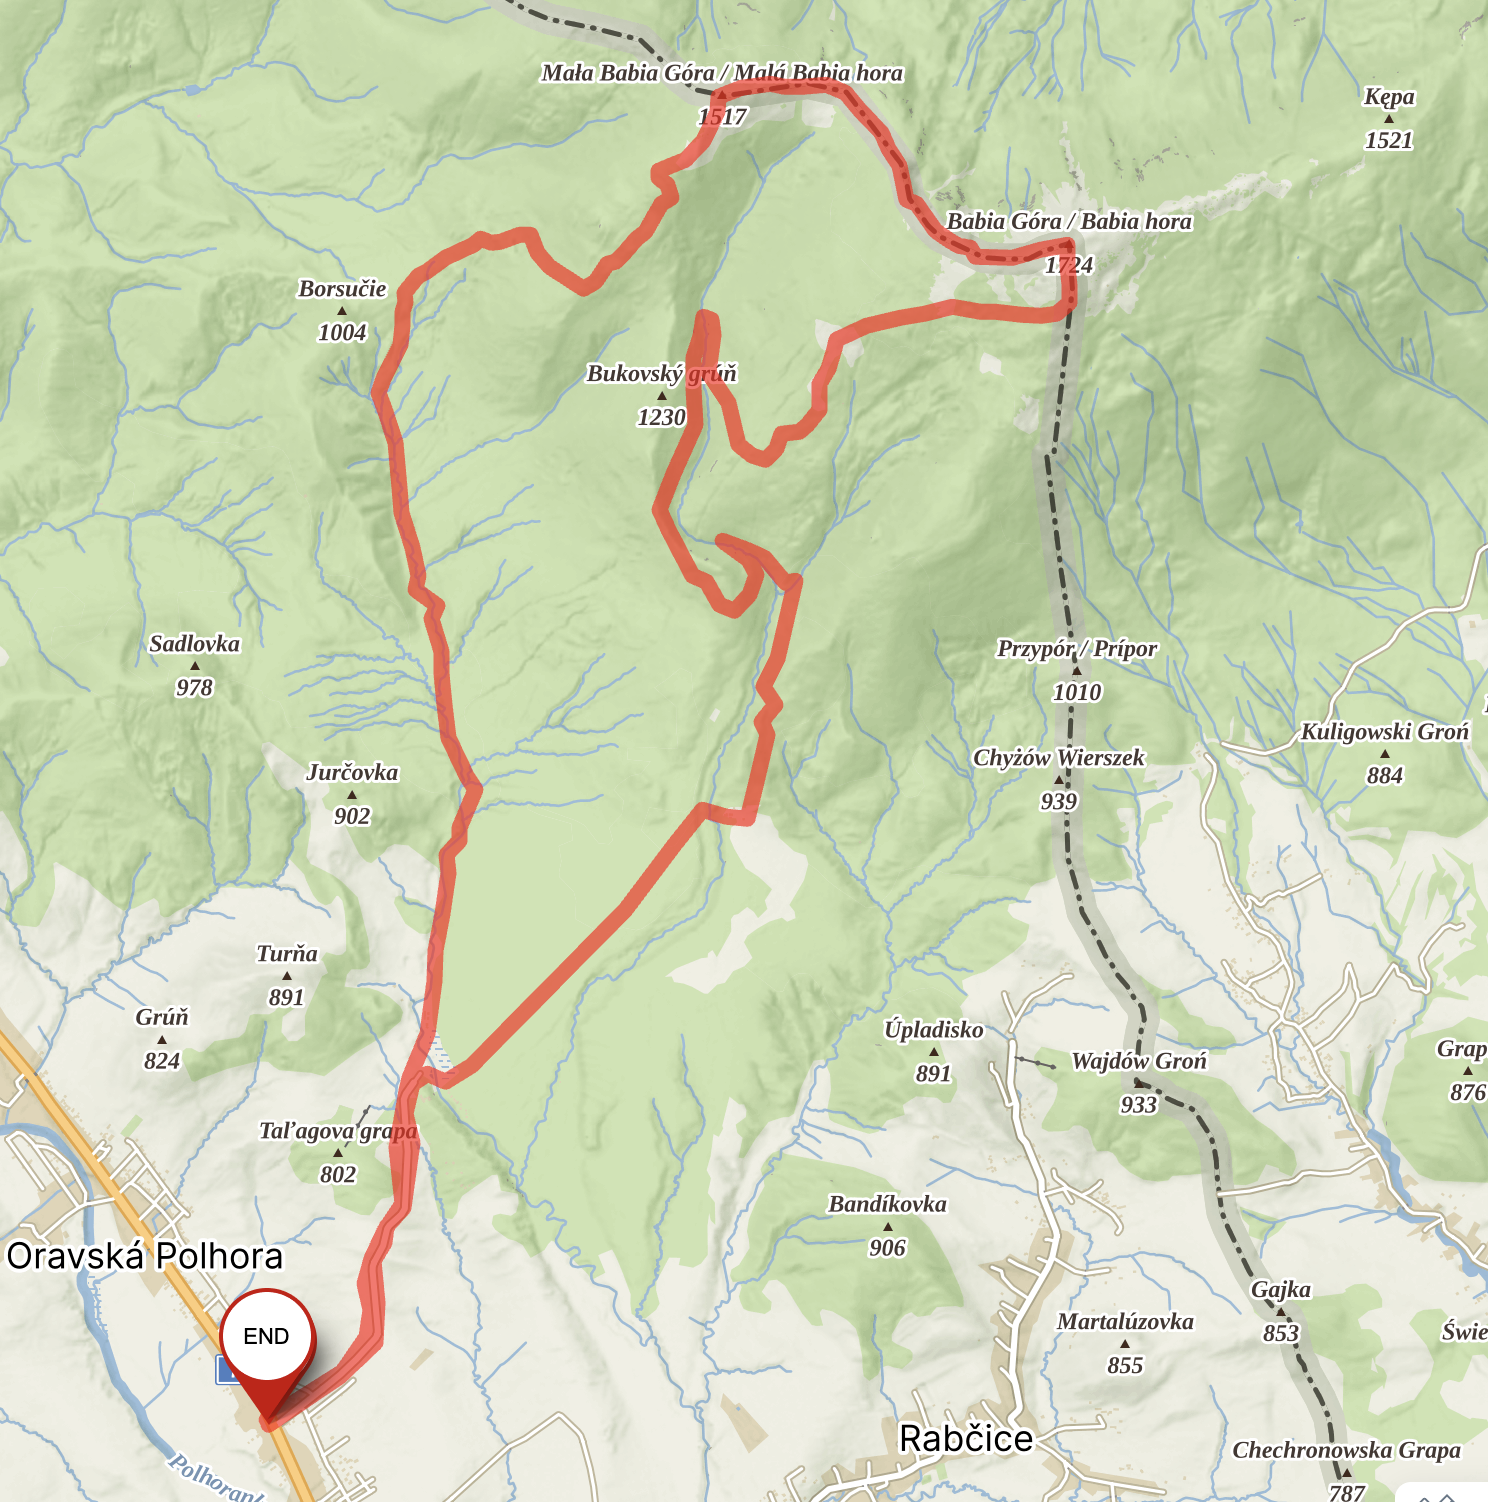 Mała Babia Góra / Malá Babia hora
1517
Kępa
1521
Babia Góra / Babia hora
1724
Borsučie
1004
Bukovský grúň
1230
Sadlovka
978
Przypór / Prípor
1010
Kuligowski Groń
884
Jurčovka
902
Chyżów Wierszek
939
Turňa
891
Grúň
824
Úpladisko
891
Wajdów Groń
933
Grap
876
Taľagova grapa
802
Bandíkovka
906
Oravská Polhora
Gajka
853
END
Martalúzovka
855
Świe
Rabčice
Chechronowska Grapa
787
Polhoranka